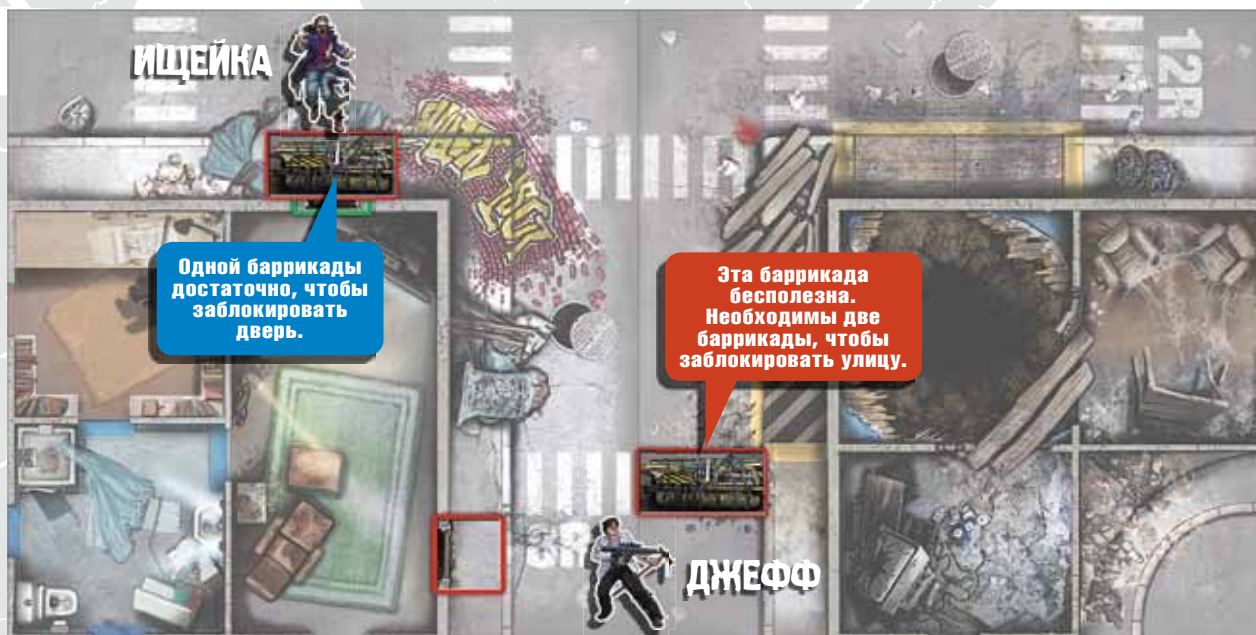 ИЩЕЙКА
12R
Одной баррикады
достаточно, чтобы
заблокировать
дверь.
Эта баррикада
бесполезна.
Необходимы две
баррикады, чтобы
заблокировать улицу.
ДЖЕФФ